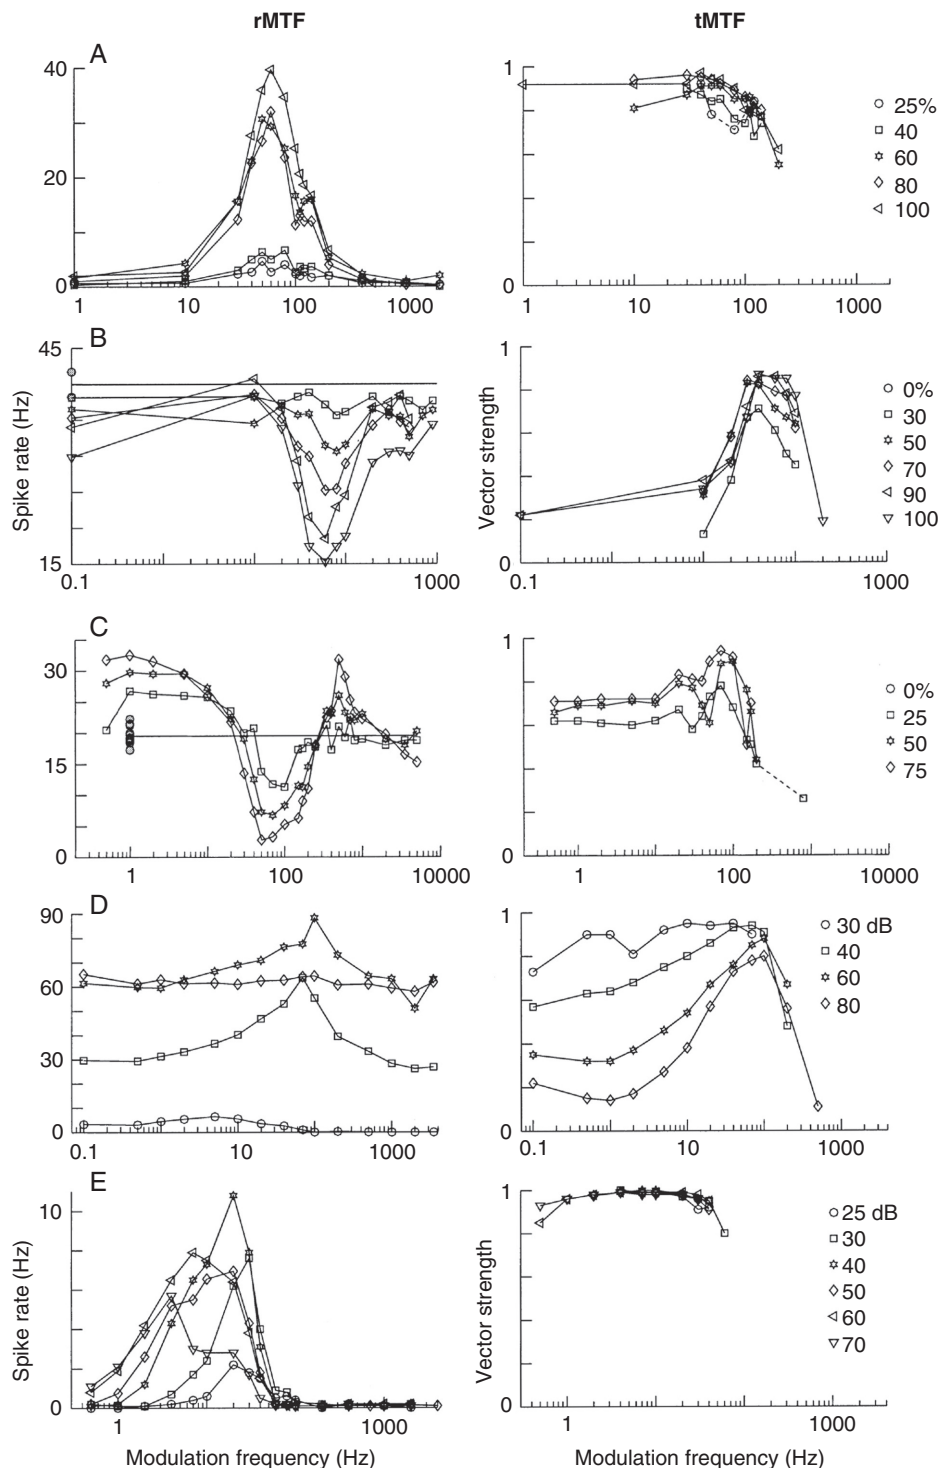 rMTF tMTF
A
40
20
0
1 10 100 1000
1
0
1 10 100 1000
25%
40
60
80
100
B
Spike rate (Hz)
45
15
0.1 1000
Vector strength
1
0
0.1 1000
0%
30
50
70
90
100
C
30
15
0
1 100 10000
1
0
1 100 10000
0%
25
50
75
D
90
60
30
0
0.1 10 1000
1
0
0.1 10 1000
30 dB
40
60
80
E
Spike rate (Hz)
10
0
1 1000
Modulation frequency (Hz)
Vector strength
1
0
1 1000
Modulation frequency (Hz)
25 dB
30
40
50
60
70